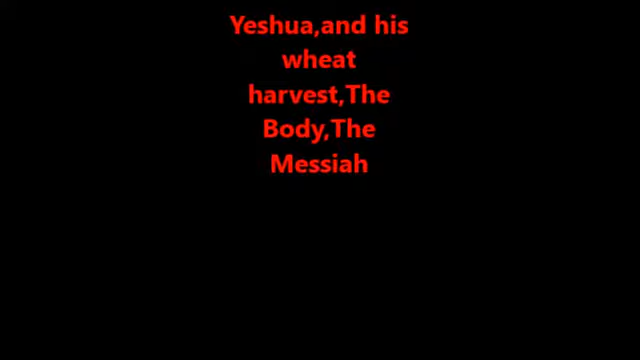 Yeshua,and his
wheat
harvest,The
Body,The
Messiah